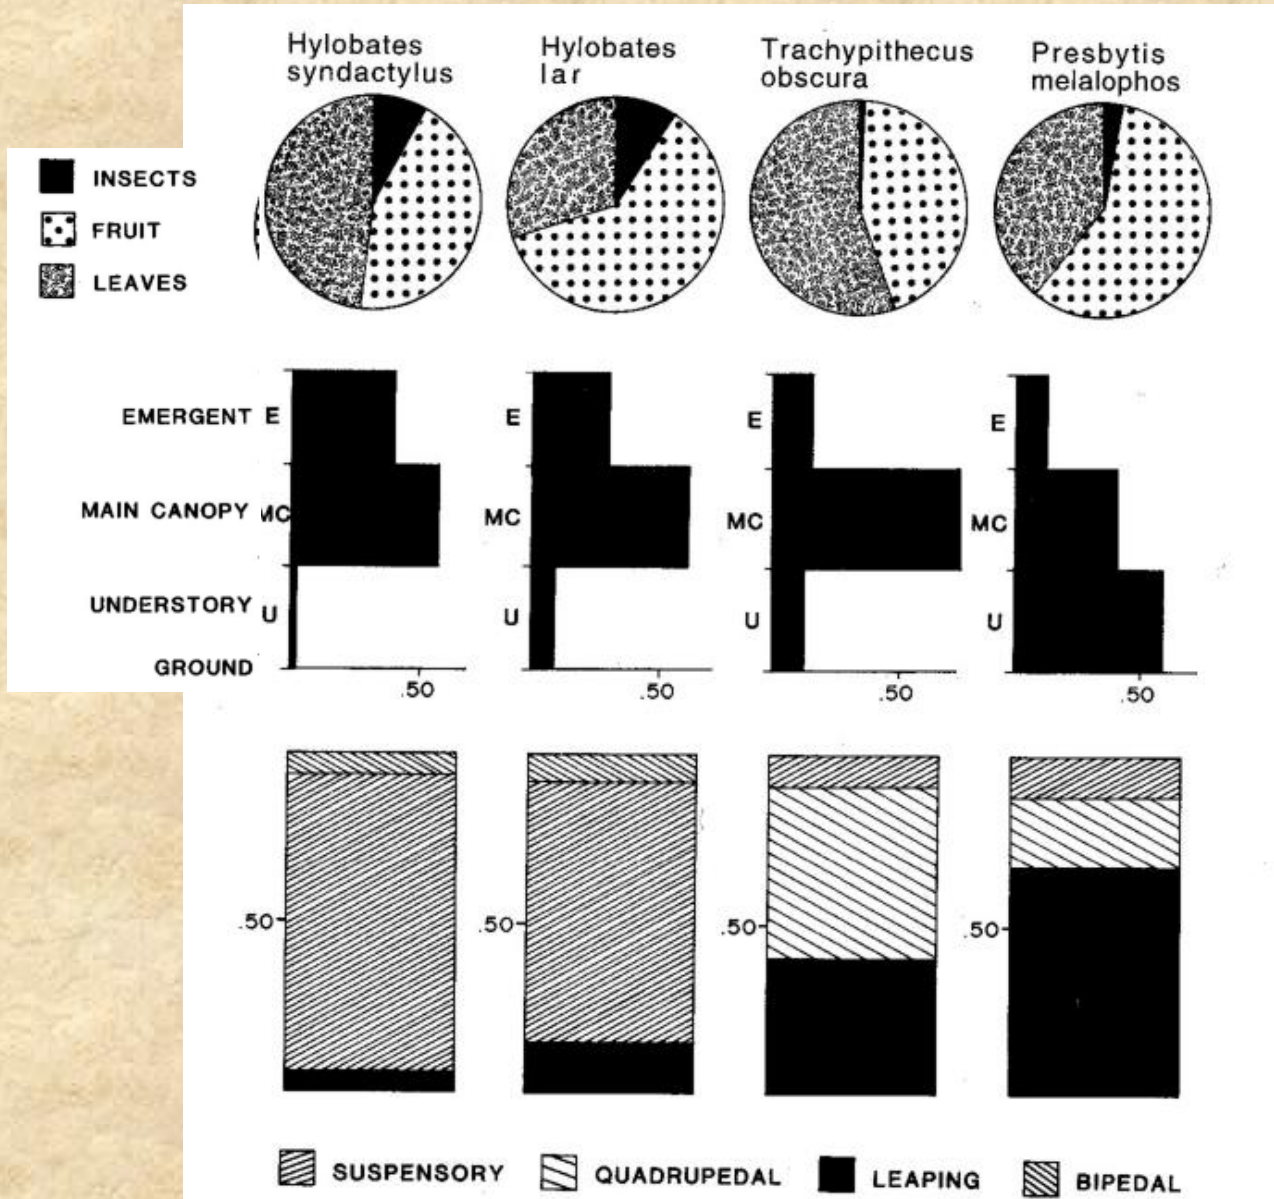 Hylobates
syndactylus
Hylobates
lar
Trachypithecus
obscura
Presbytis
melalophos
INSECTS
FRUIT
LEAVES
EMERGENT E
MAIN CANOPY MC
UNDERSTORY U
GROUND
.50
E
MC
U
.50
E
MC
U
.50
E
MC
U
.50
.50
.50
.50
.50
SUSPENSORY
QUADRUPEDAL
LEAPING
BIPEDAL